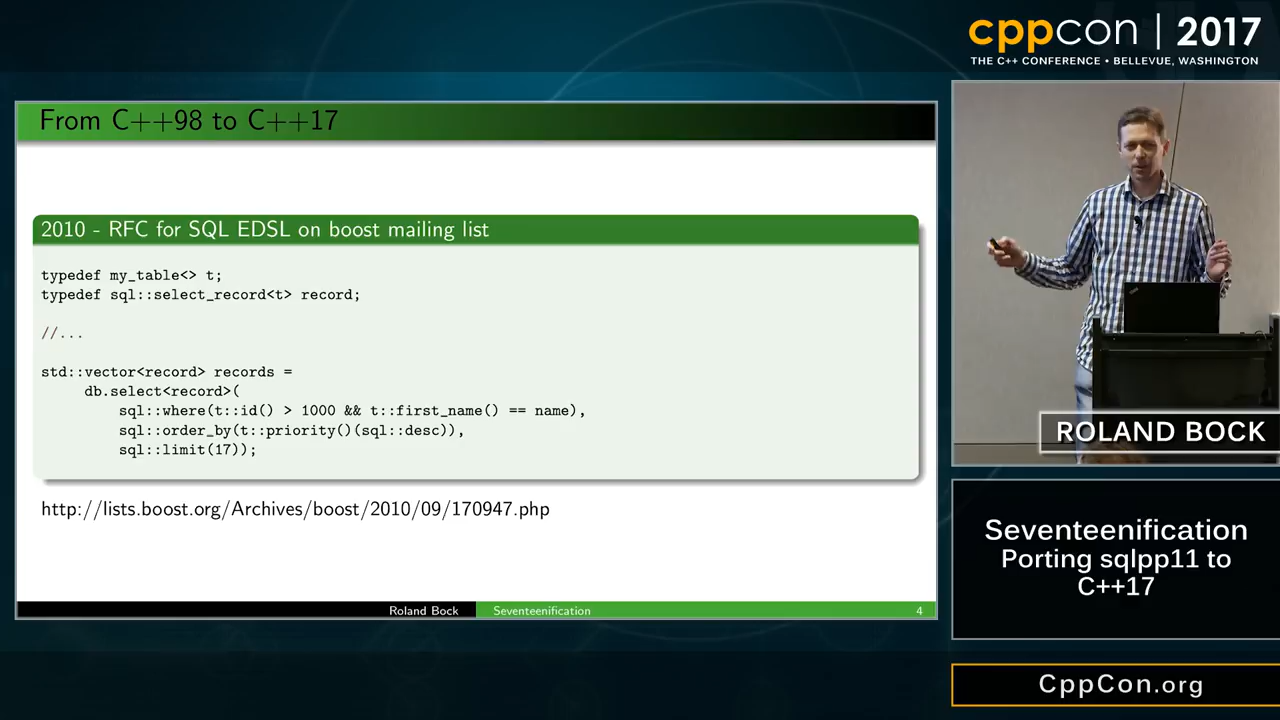 cppcon | 2017
THE C++ CONFERENCE • BELLEVUE, WASHINGTON
From C++98 to C++17
2010 - RFC for SQL EDSL on boost mailing list
typedef my_table<> t;
typedef sql::select_record<t> record;
//...
std::vector<record> records =
db.select<record>(
sql::where(t::id() > 1000 && t::first_name() == name),
sql::order_by(t::priority()(sql::desc)),
sql::limit(17));
http://lists.boost.org/Archives/boost/2010/09/170947.php
Roland Bock
Seventeenification
4
ROLAND BOCK
Seventeenification
Porting sqlpp11 to
C++17
CppCon.org